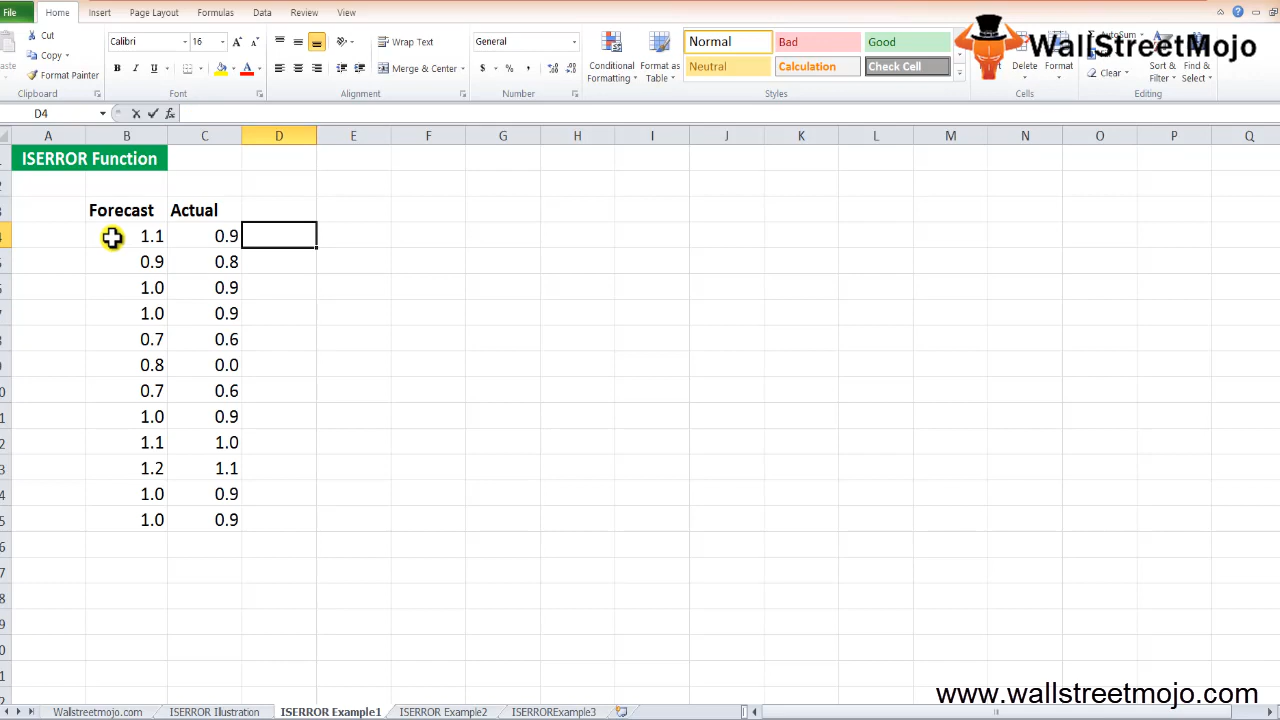 File Home Insert Page Layout Formulas Data Review View
Cut
Copy
Format Painter
Clipboard
Calibri 16
Font
Wrap Text
Merge & Center
Alignment
General
$ % ,
Number
Conditional Formatting
Format as Table
Normal Bad Good
Neutral Calculation Check Cell
Styles
Delete Format
Cells
AutoSum
Clear
Sort & Filter
Find & Select
Editing
WallStreetMojo
D4 fx
A B C D E F G H I J K L M N O P Q
ISERROR Function
Forecast Actual
1.1 0.9
0.9 0.8
1.0 0.9
1.0 0.9
0.7 0.6
0.8 0.0
0.7 0.6
1.0 0.9
1.1 1.0
1.2 1.1
1.0 0.9
1.0 0.9
www.wallstreetmojo.com
Wallstreetmojo.com ISERROR Ilustration ISERROR Example1 ISERROR Example2 ISERRORExample3